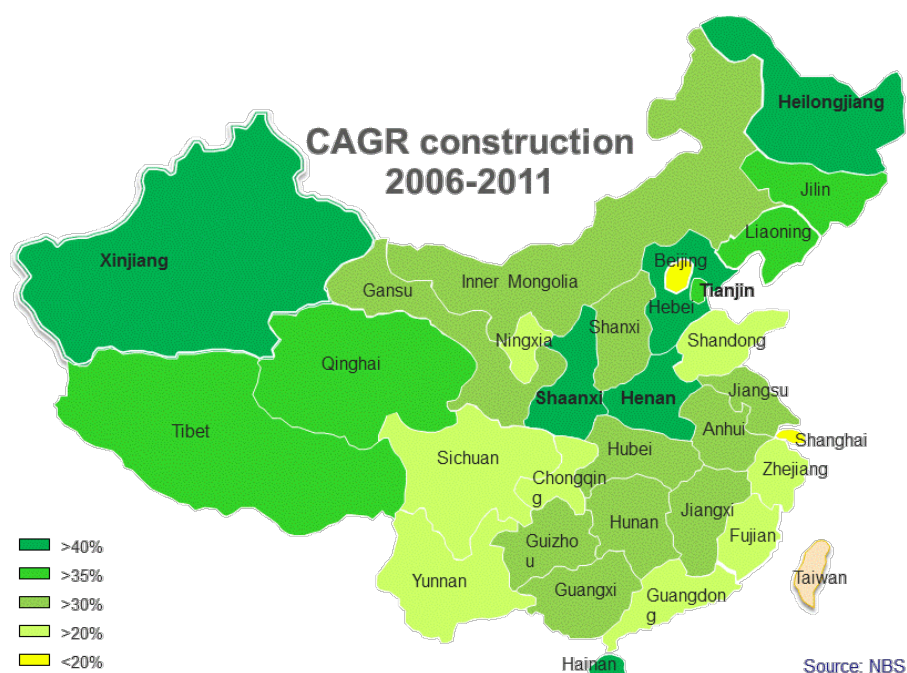 CAGR construction
2006-2011
Heilongjiang
Jilin
Liaoning
Xinjiang
Beijing
Inner Mongolia
Gansu
Tianjin
Hebei
Shanxi
Ningxia
Shandong
Qinghai
Jiangsu
Shaanxi
Henan
Tibet
Anhui
Shanghai
Hubei
Sichuan
Zhejiang
Chongqin
g
Jiangxi
Hunan
Fujian
Guizho
u
Taiwan
Yunnan
Guangxi
Guangdon
g
Hainan
>40%
>35%
>30%
>20%
<20%
Source: NBS